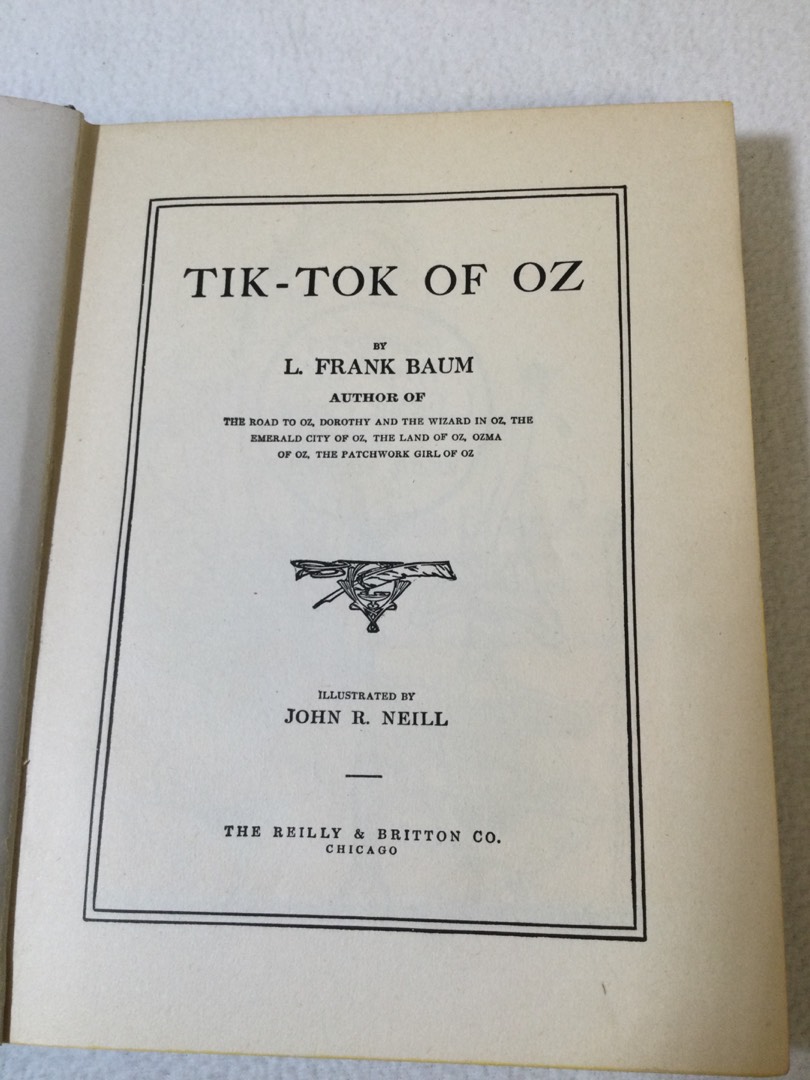 TIK-TOK OF OZ
BY
L. FRANK BAUM
AUTHOR OF
THE ROAD TO OZ, DOROTHY AND THE WIZARD IN OZ, THE
EMERALD CITY OF OZ, THE LAND OF OZ, OZMA
OF OZ, THE PATCHWORK GIRL OF OZ
ILLUSTRATED BY
JOHN R. NEILL
THE REILLY & BRITTON CO.
CHICAGO